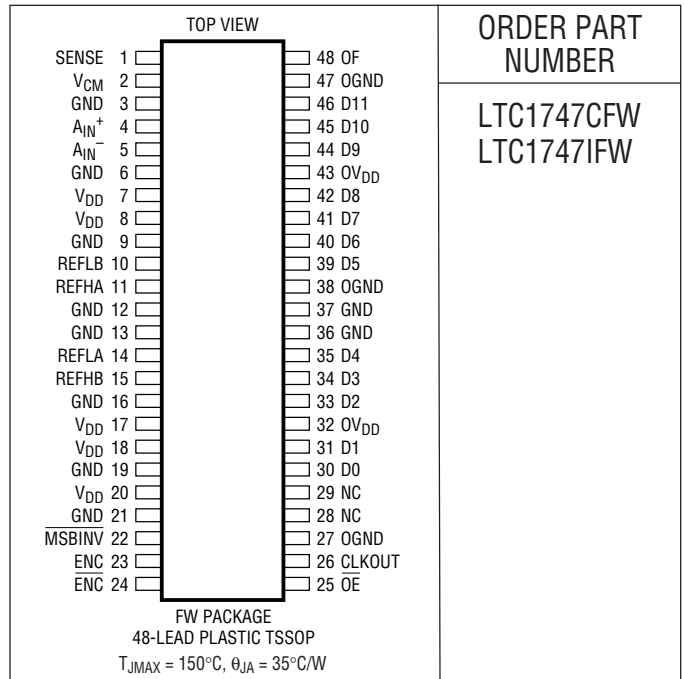 TOP VIEW
SENSE 1
VCM 2
GND 3
AIN+ 4
AIN– 5
GND 6
VDD 7
VDD 8
GND 9
REFLB 10
REFHA 11
GND 12
GND 13
REFLA 14
REFHB 15
GND 16
VDD 17
VDD 18
GND 19
VDD 20
GND 21
MSBINV 22
ENC 23
ENC 24
48 OF
47 OGND
46 D11
45 D10
44 D9
43 OVDD
42 D8
41 D7
40 D6
39 D5
38 OGND
37 GND
36 GND
35 D4
34 D3
33 D2
32 OVDD
31 D1
30 D0
29 NC
28 NC
27 OGND
26 CLKOUT
25 OE
FW PACKAGE
48-LEAD PLASTIC TSSOP
TJMAX = 150°C, θJA = 35°C/W
ORDER PART
NUMBER
LTC1747CFW
LTC1747IFW